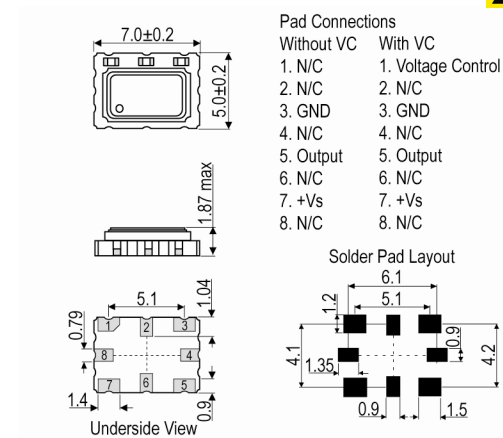 Pad Connections
Without VC With VC
1. N/C 1. Voltage Control
2. N/C 2. N/C
3. GND 3. GND
4. N/C 4. N/C
5. Output 5. Output
6. N/C 6. N/C
7. +Vs 7. +Vs
8. N/C 8. N/C
7.0±0.2
5.0±0.2
1.87 max
5.1
1.04
0.79
1 2 3
8 4
7 6 5
1.4
0.9
Underside View
Solder Pad Layout
6.1
5.1
1.2
0.9
4.1
4.2
1.35
0.9
1.5